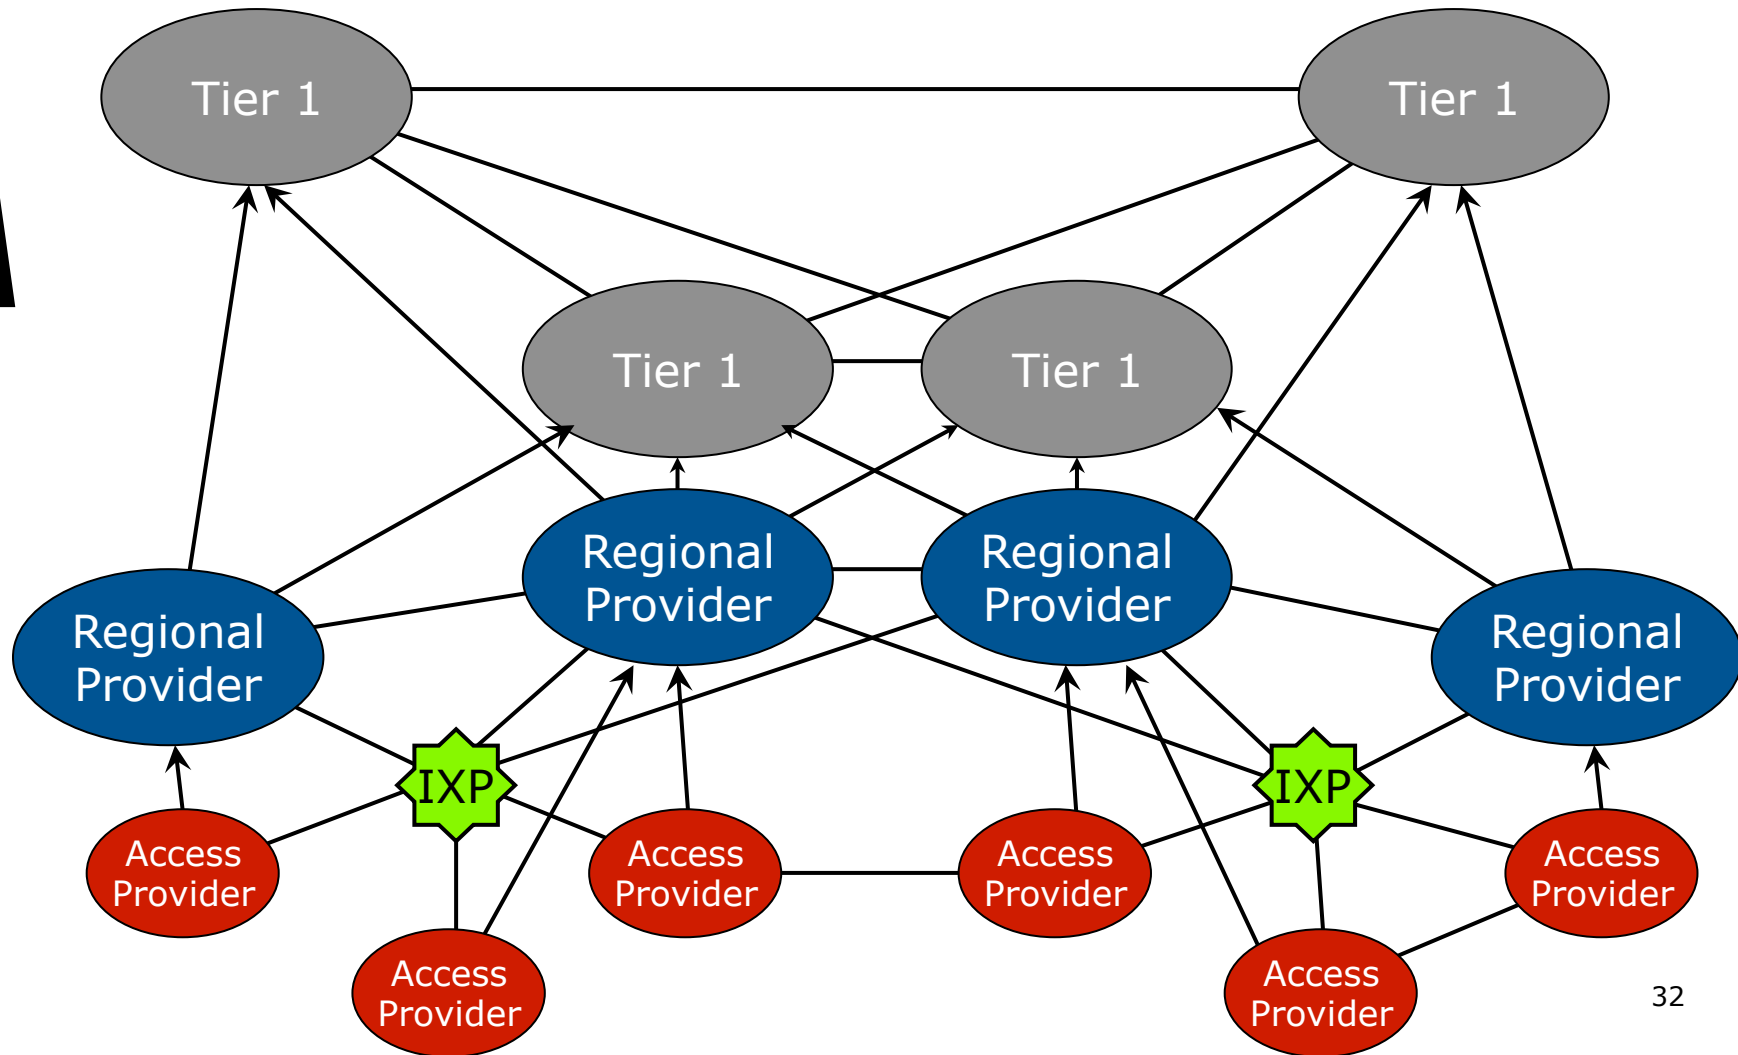 Tier 1
Tier 1
Tier 1
Tier 1
Regional
Provider
Regional
Provider
Regional
Provider
Regional
Provider
IXP
IXP
Access
Provider
Access
Provider
Access
Provider
Access
Provider
Access
Provider
Access
Provider
32